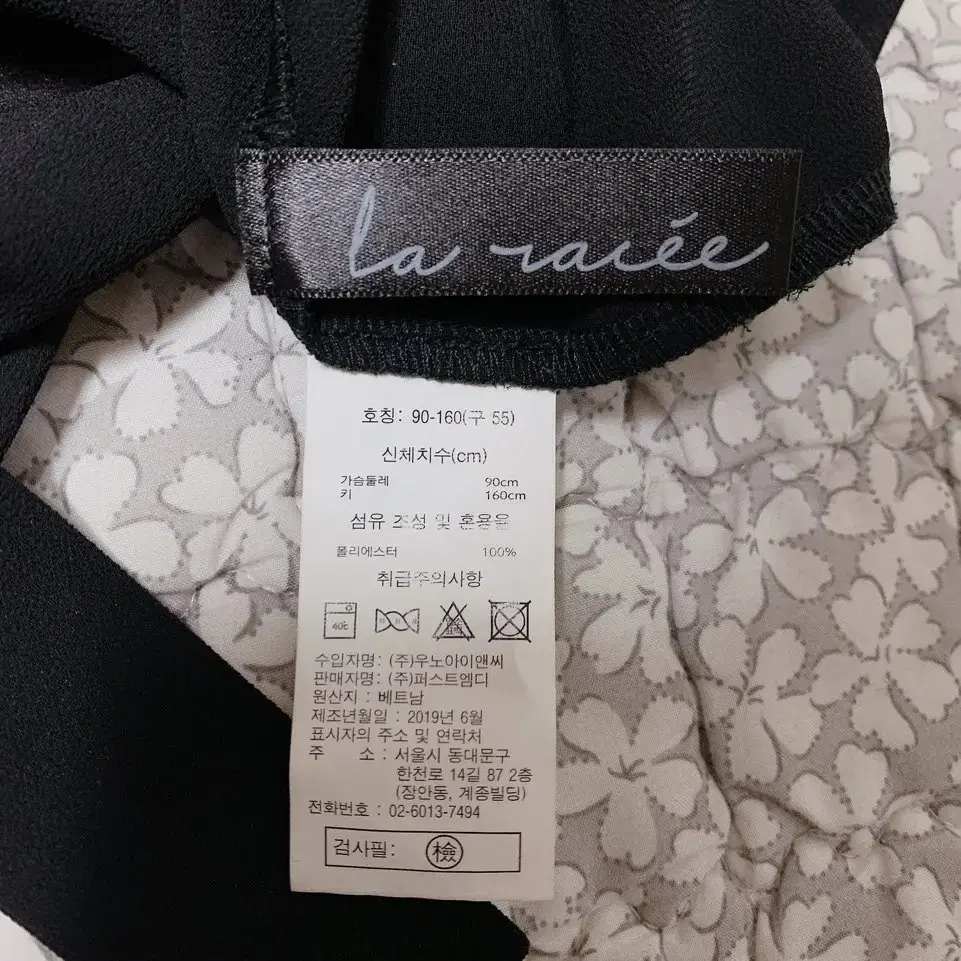 la racée
호칭: 90-160(구 55)
신체치수(cm)
가슴둘레 90cm
키 160cm
섬유 조성 및 혼용율
폴리에스터 100%
취급주의사항
40℃
수입자명: (주)우노아이앤씨
판매자명: (주)퍼스트엠디
원산지 : 베트남
제조년월일 : 2019년 6월
표시자의 주소 및 연락처
주 소 : 서울시 동대문구
한천로 14길 87 2층
(장안동, 계종빌딩)
전화번호 : 02-6013-7494
검사필: 檢